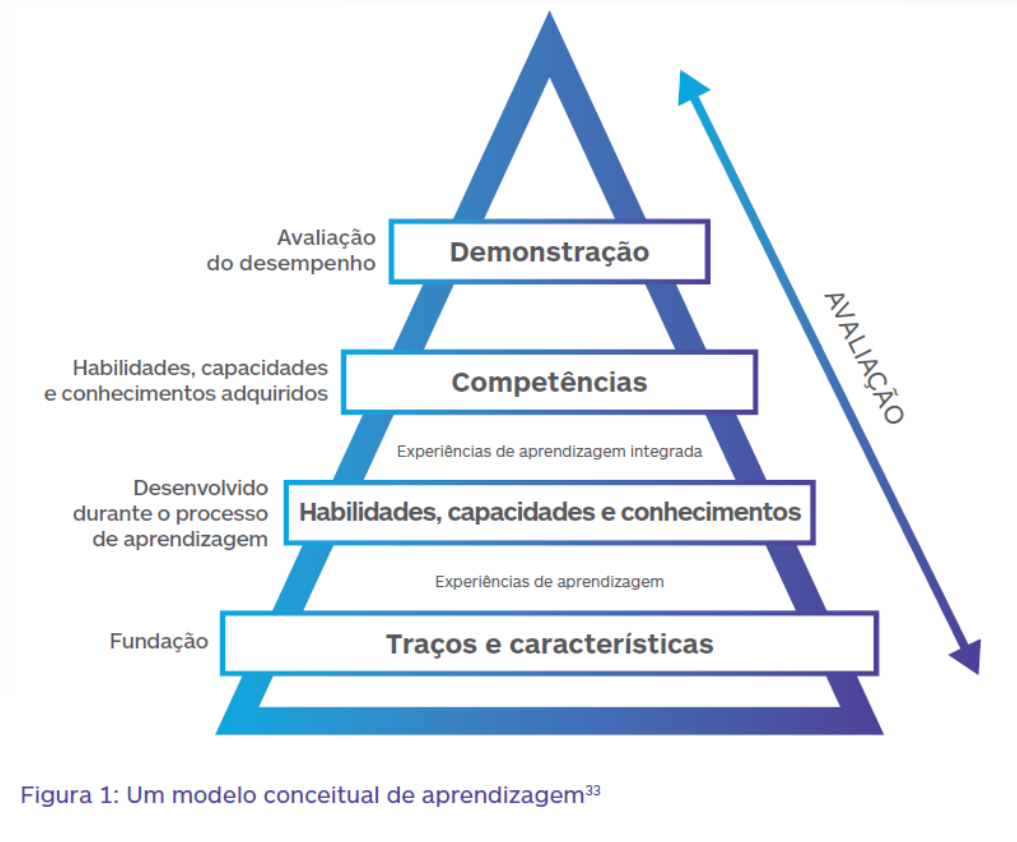 Avaliação
do desempenho
Demonstração
Habilidades, capacidades
e conhecimentos adquiridos
Competências
Experiências de aprendizagem integrada
Desenvolvido
durante o processo
de aprendizagem
Habilidades, capacidades e conhecimentos
Experiências de aprendizagem
Fundação
Traços e características
AVALIAÇÃO
Figura 1: Um modelo conceitual de aprendizagem³³